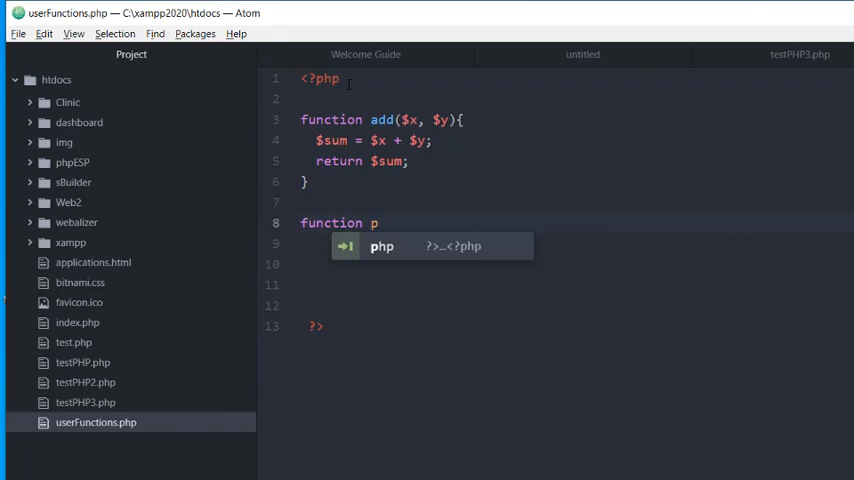 userFunctions.php — C:\xampp2020\htdocs — Atom
File Edit View Selection Find Packages Help
Project
Welcome Guide untitled testPHP3.php
htdocs
Clinic
dashboard
img
phpESP
sBuilder
Web2
webalizer
xampp
applications.html
bitnami.css
favicon.ico
index.php
test.php
testPHP.php
testPHP2.php
testPHP3.php
userFunctions.php
1 <?php
2
3 function add($x, $y){
4 $sum = $x + $y;
5 return $sum;
6 }
7
8 function p
php ?>…<?php
9
10
11
12
13 ?>